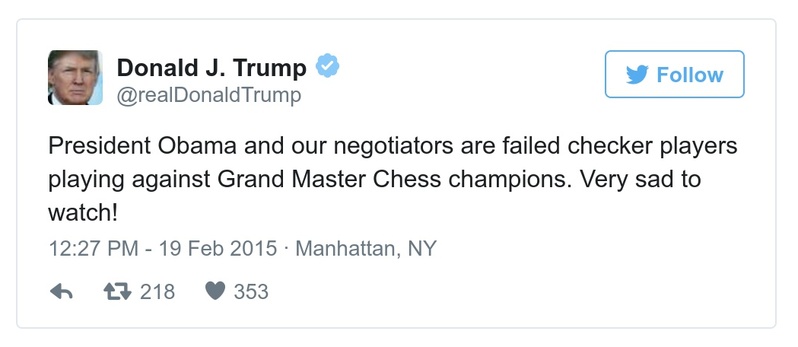 Donald J. Trump
@realDonaldTrump
Follow
President Obama and our negotiators are failed checker players
playing against Grand Master Chess champions. Very sad to
watch!
12:27 PM - 19 Feb 2015 · Manhattan, NY
218 353